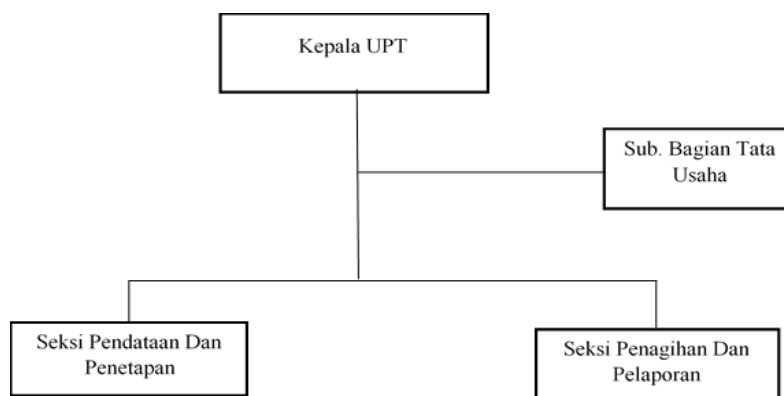 Kepala UPT
Sub. Bagian Tata
Usaha
Seksi Pendataan Dan
Penetapan
Seksi Penagihan Dan
Pelaporan